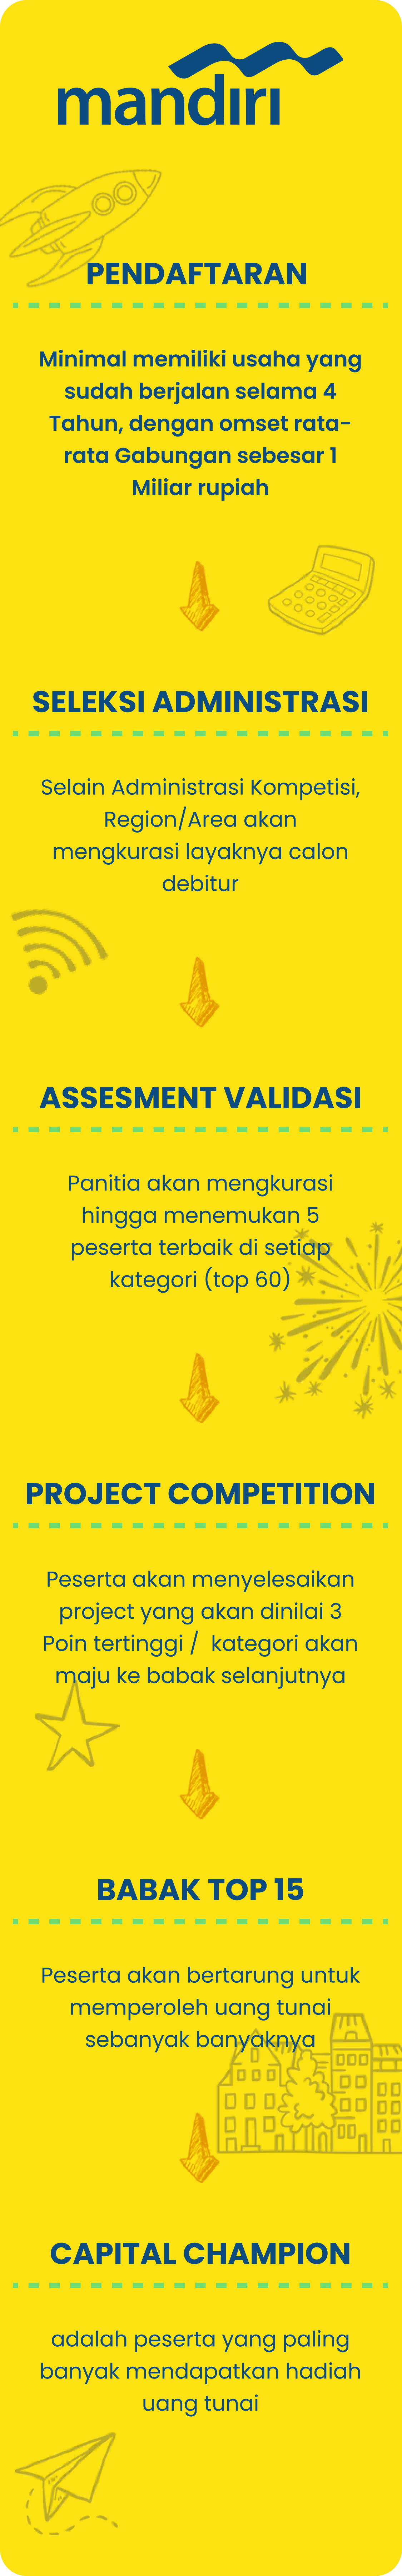 mandiri
PENDAFTARAN
Minimal memiliki usaha yang
sudah berjalan selama 4
Tahun, dengan omset rata-
rata Gabungan sebesar 1
Miliar rupiah
SELEKSI ADMINISTRASI
Selain Administrasi Kompetisi,
Region/Area akan
mengkurasi layaknya calon
debitur
ASSESMENT VALIDASI
Panitia akan mengkurasi
hingga menemukan 5
peserta terbaik di setiap
kategori (top 60)
PROJECT COMPETITION
Peserta akan menyelesaikan
project yang akan dinilai 3
Poin tertinggi / kategori akan
maju ke babak selanjutnya
BABAK TOP 15
Peserta akan bertarung untuk
memperoleh uang tunai
sebanyak banyaknya
CAPITAL CHAMPION
adalah peserta yang paling
banyak mendapatkan hadiah
uang tunai